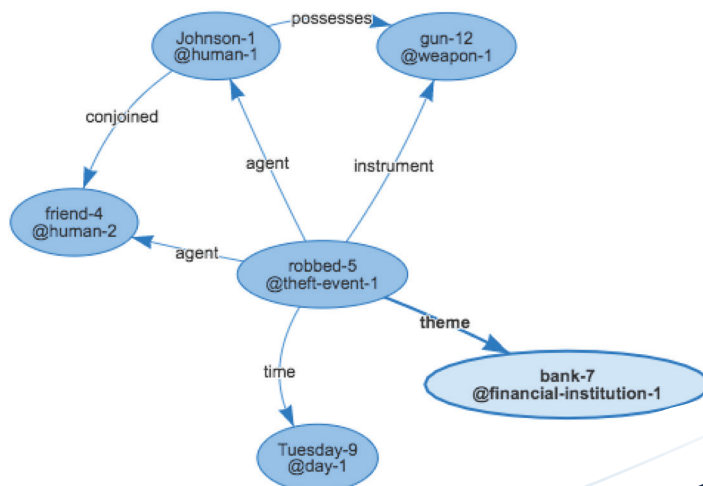 possesses
Johnson-1
@human-1
gun-12
@weapon-1
conjoined
agent
instrument
friend-4
@human-2
agent
robbed-5
@theft-event-1
theme
time
bank-7
@financial-institution-1
Tuesday-9
@day-1